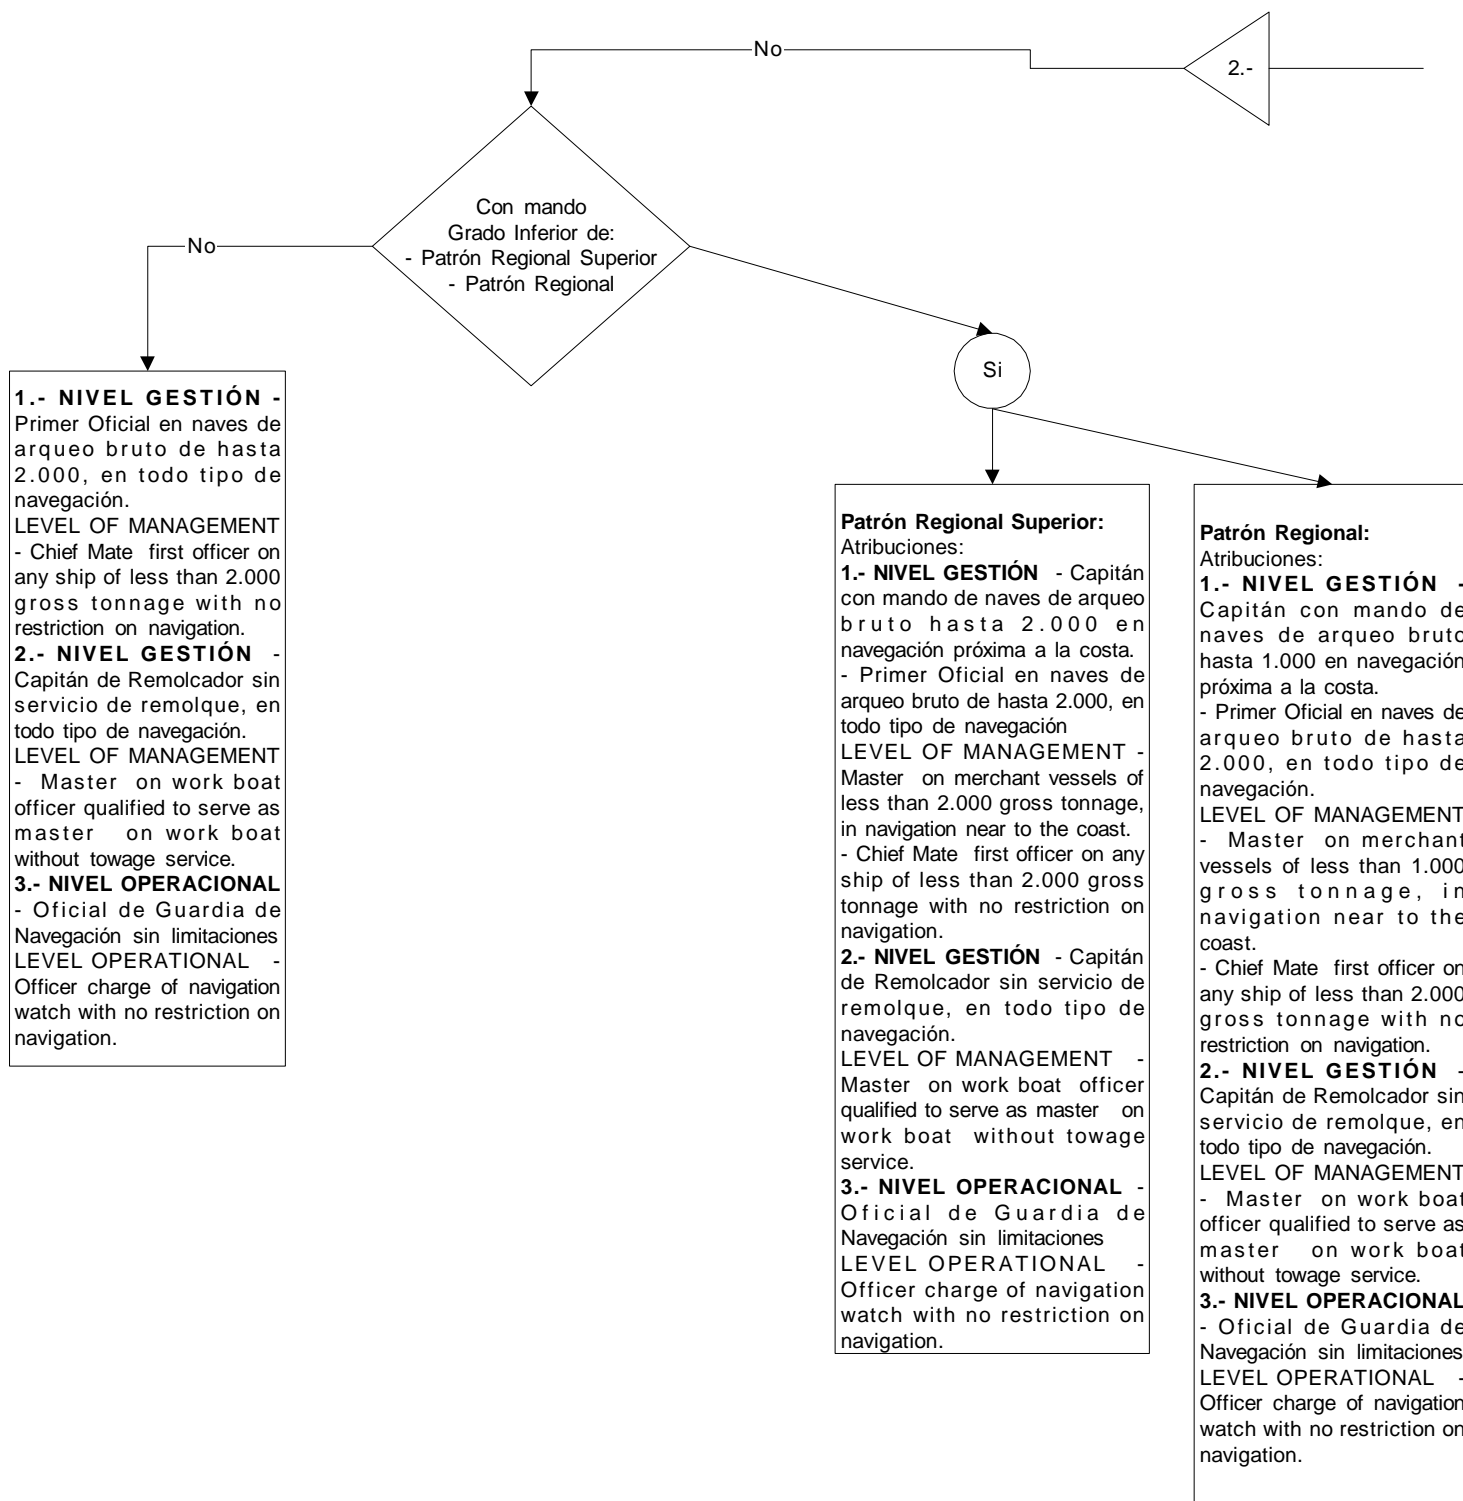 No
2.-
Con mando
Grado Inferior de:
- Patrón Regional Superior
- Patrón Regional
No
Si
1.- NIVEL GESTIÓN -
Primer Oficial en naves de
arqueo bruto de hasta
2.000, en todo tipo de
navegación.
LEVEL OF MANAGEMENT
- Chief Mate first officer on
any ship of less than 2.000
gross tonnage with no
restriction on navigation.
2.- NIVEL GESTIÓN -
Capitán de Remolcador sin
servicio de remolque, en
todo tipo de navegación.
LEVEL OF MANAGEMENT
- Master on work boat
officer qualified to serve as
master on work boat
without towage service.
3.- NIVEL OPERACIONAL
- Oficial de Guardia de
Navegación sin limitaciones
LEVEL OPERATIONAL -
Officer charge of navigation
watch with no restriction on
navigation.
Patrón Regional Superior:
Atribuciones:
1.- NIVEL GESTIÓN - Capitán
con mando de naves de arqueo
bruto hasta 2.000 en
navegación próxima a la costa.
- Primer Oficial en naves de
arqueo bruto de hasta 2.000, en
todo tipo de navegación
LEVEL OF MANAGEMENT -
Master on merchant vessels of
less than 2.000 gross tonnage,
in navigation near to the coast.
- Chief Mate first officer on any
ship of less than 2.000 gross
tonnage with no restriction on
navigation.
2.- NIVEL GESTIÓN - Capitán
de Remolcador sin servicio de
remolque, en todo tipo de
navegación.
LEVEL OF MANAGEMENT -
Master on work boat officer
qualified to serve as master on
work boat without towage
service.
3.- NIVEL OPERACIONAL -
Oficial de Guardia de
Navegación sin limitaciones
LEVEL OPERATIONAL -
Officer charge of navigation
watch with no restriction on
navigation.
Patrón Regional:
Atribuciones:
1.- NIVEL GESTIÓN -
Capitán con mando de
naves de arqueo bruto
hasta 1.000 en navegación
próxima a la costa.
- Primer Oficial en naves de
arqueo bruto de hasta
2.000, en todo tipo de
navegación.
LEVEL OF MANAGEMENT
- Master on merchant
vessels of less than 1.000
gross tonnage, in
navigation near to the
coast.
- Chief Mate first officer on
any ship of less than 2.000
gross tonnage with no
restriction on navigation.
2.- NIVEL GESTIÓN -
Capitán de Remolcador sin
servicio de remolque, en
todo tipo de navegación.
LEVEL OF MANAGEMENT
- Master on work boat
officer qualified to serve as
master on work boat
without towage service.
3.- NIVEL OPERACIONAL
- Oficial de Guardia de
Navegación sin limitaciones
LEVEL OPERATIONAL -
Officer charge of navigation
watch with no restriction on
navigation.